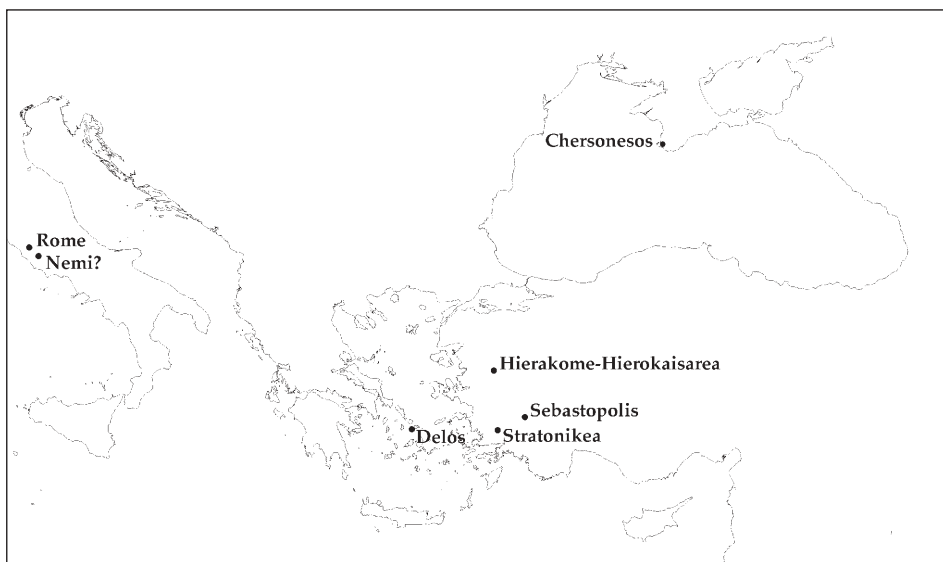 Chersonesos
Rome
Nemi?
Hierakome-Hierokaisarea
Sebastopolis
Delos
Stratonikea